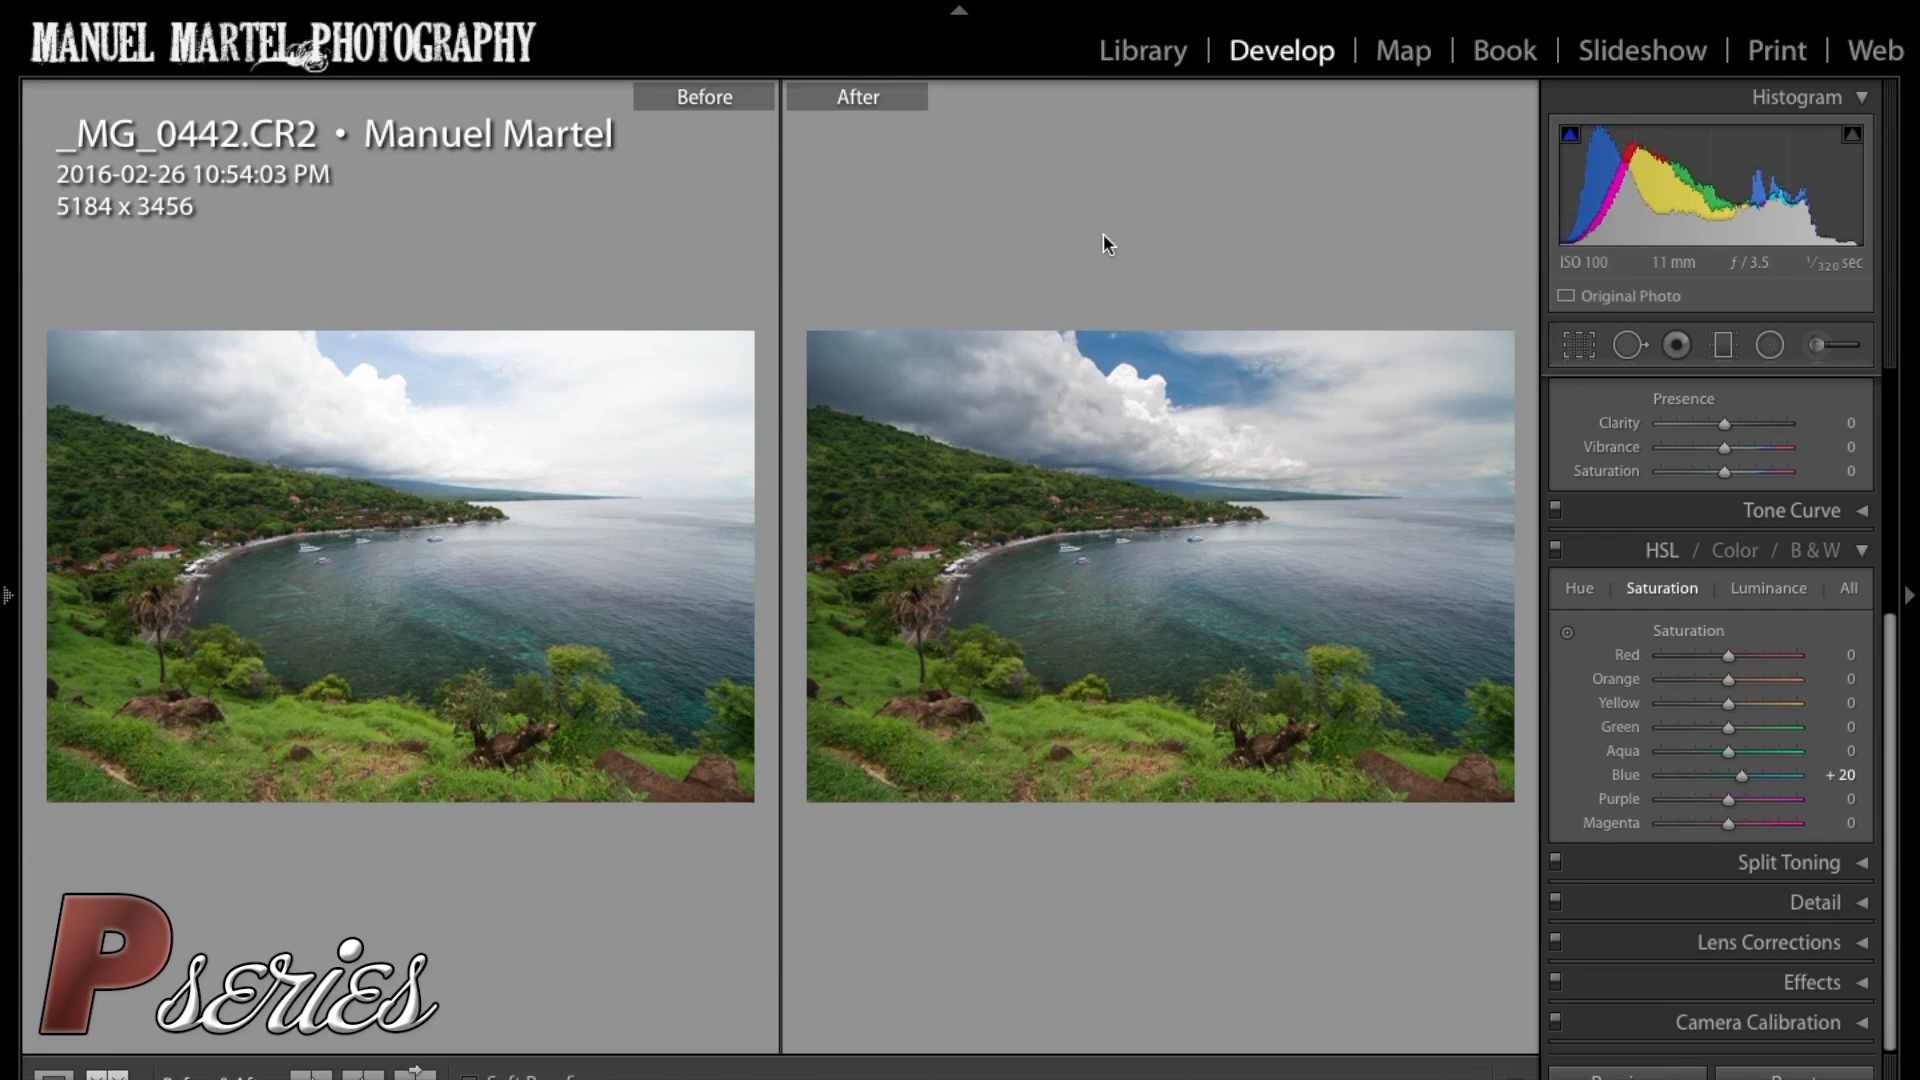 MANUEL MARTEL PHOTOGRAPHY
Library | Develop | Map | Book | Slideshow | Print | Web
Before
After
_MG_0442.CR2 • Manuel Martel
2016-02-26 10:54:03 PM
5184 x 3456
Histogram
ISO 100 11 mm ƒ / 3.5 1/320 sec
Original Photo
Presence
Clarity 0
Vibrance 0
Saturation 0
Tone Curve
HSL / Color / B & W
Hue | Saturation | Luminance | All
Saturation
Red 0
Orange 0
Yellow 0
Green 0
Aqua 0
Blue + 20
Purple 0
Magenta 0
Split Toning
Detail
Lens Corrections
Effects
Camera Calibration
P series